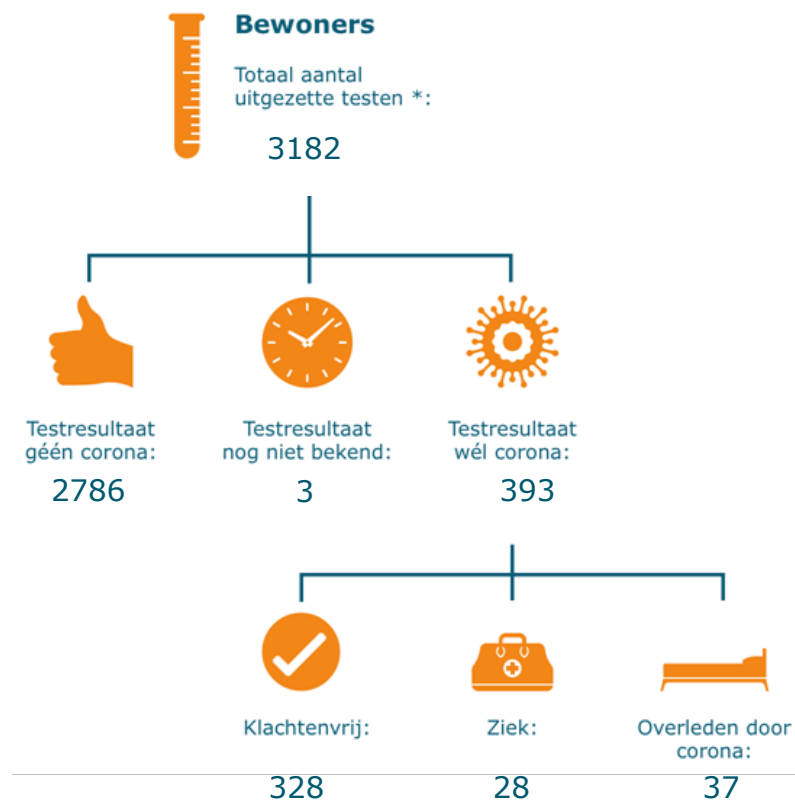 Bewoners
Totaal aantal
uitgezette testen *:
3182
Testresultaat
géén corona:
2786
Testresultaat
nog niet bekend:
3
Testresultaat
wél corona:
393
Klachtenvrij:
328
Ziek:
28
Overleden door
corona:
37